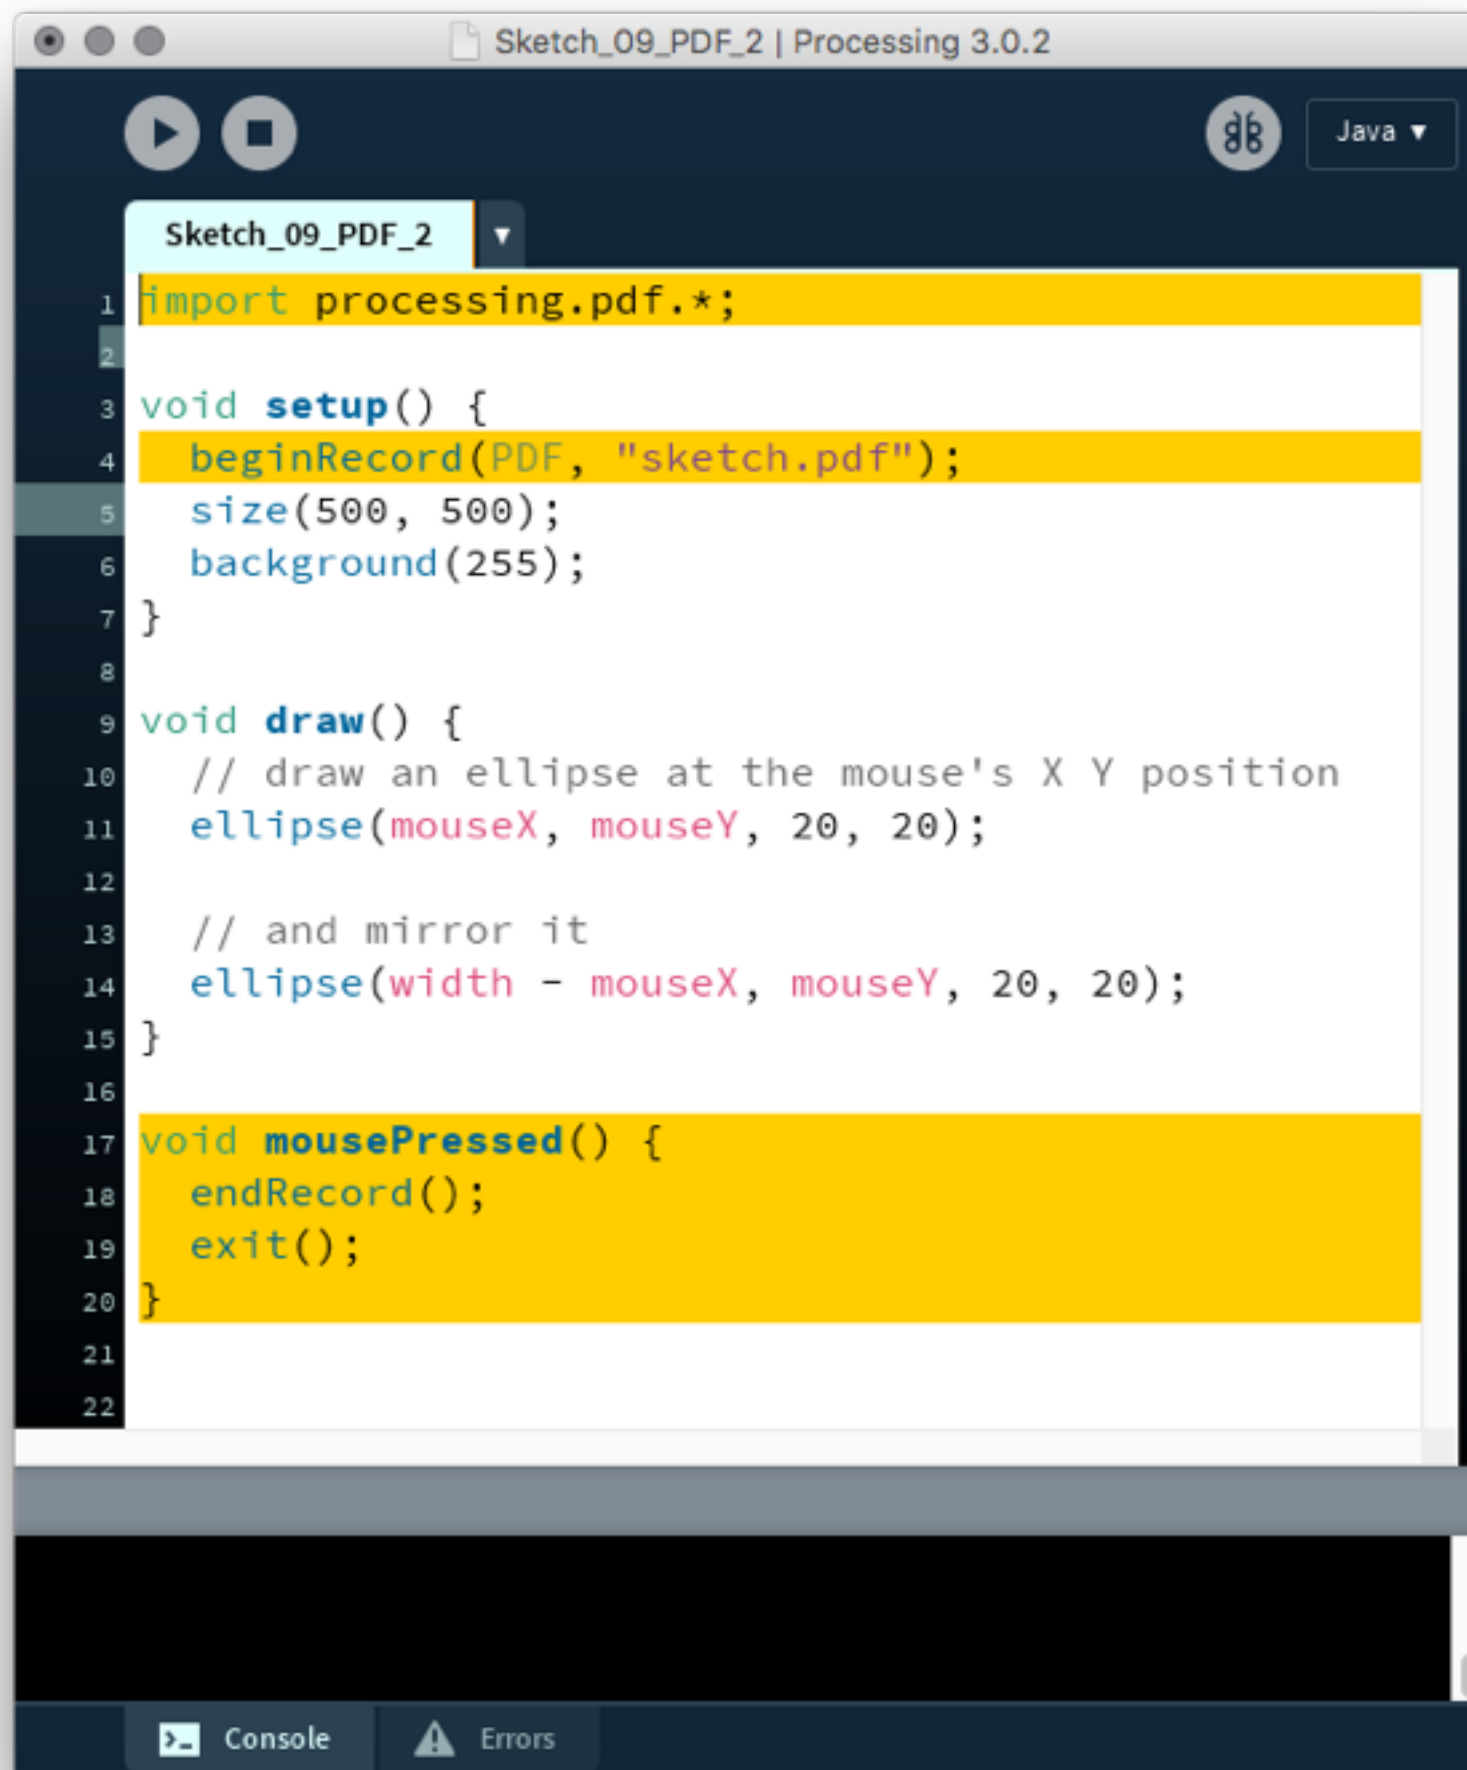 Sketch_09_PDF_2 | Processing 3.0.2
Java ▼
Sketch_09_PDF_2 ▼
1 import processing.pdf.*;
2
3 void setup() {
4   beginRecord(PDF, "sketch.pdf");
5   size(500, 500);
6   background(255);
7 }
8
9 void draw() {
10   // draw an ellipse at the mouse's X Y position
11   ellipse(mouseX, mouseY, 20, 20);
12
13   // and mirror it
14   ellipse(width - mouseX, mouseY, 20, 20);
15 }
16
17 void mousePressed() {
18   endRecord();
19   exit();
20 }
21
22
Console Errors